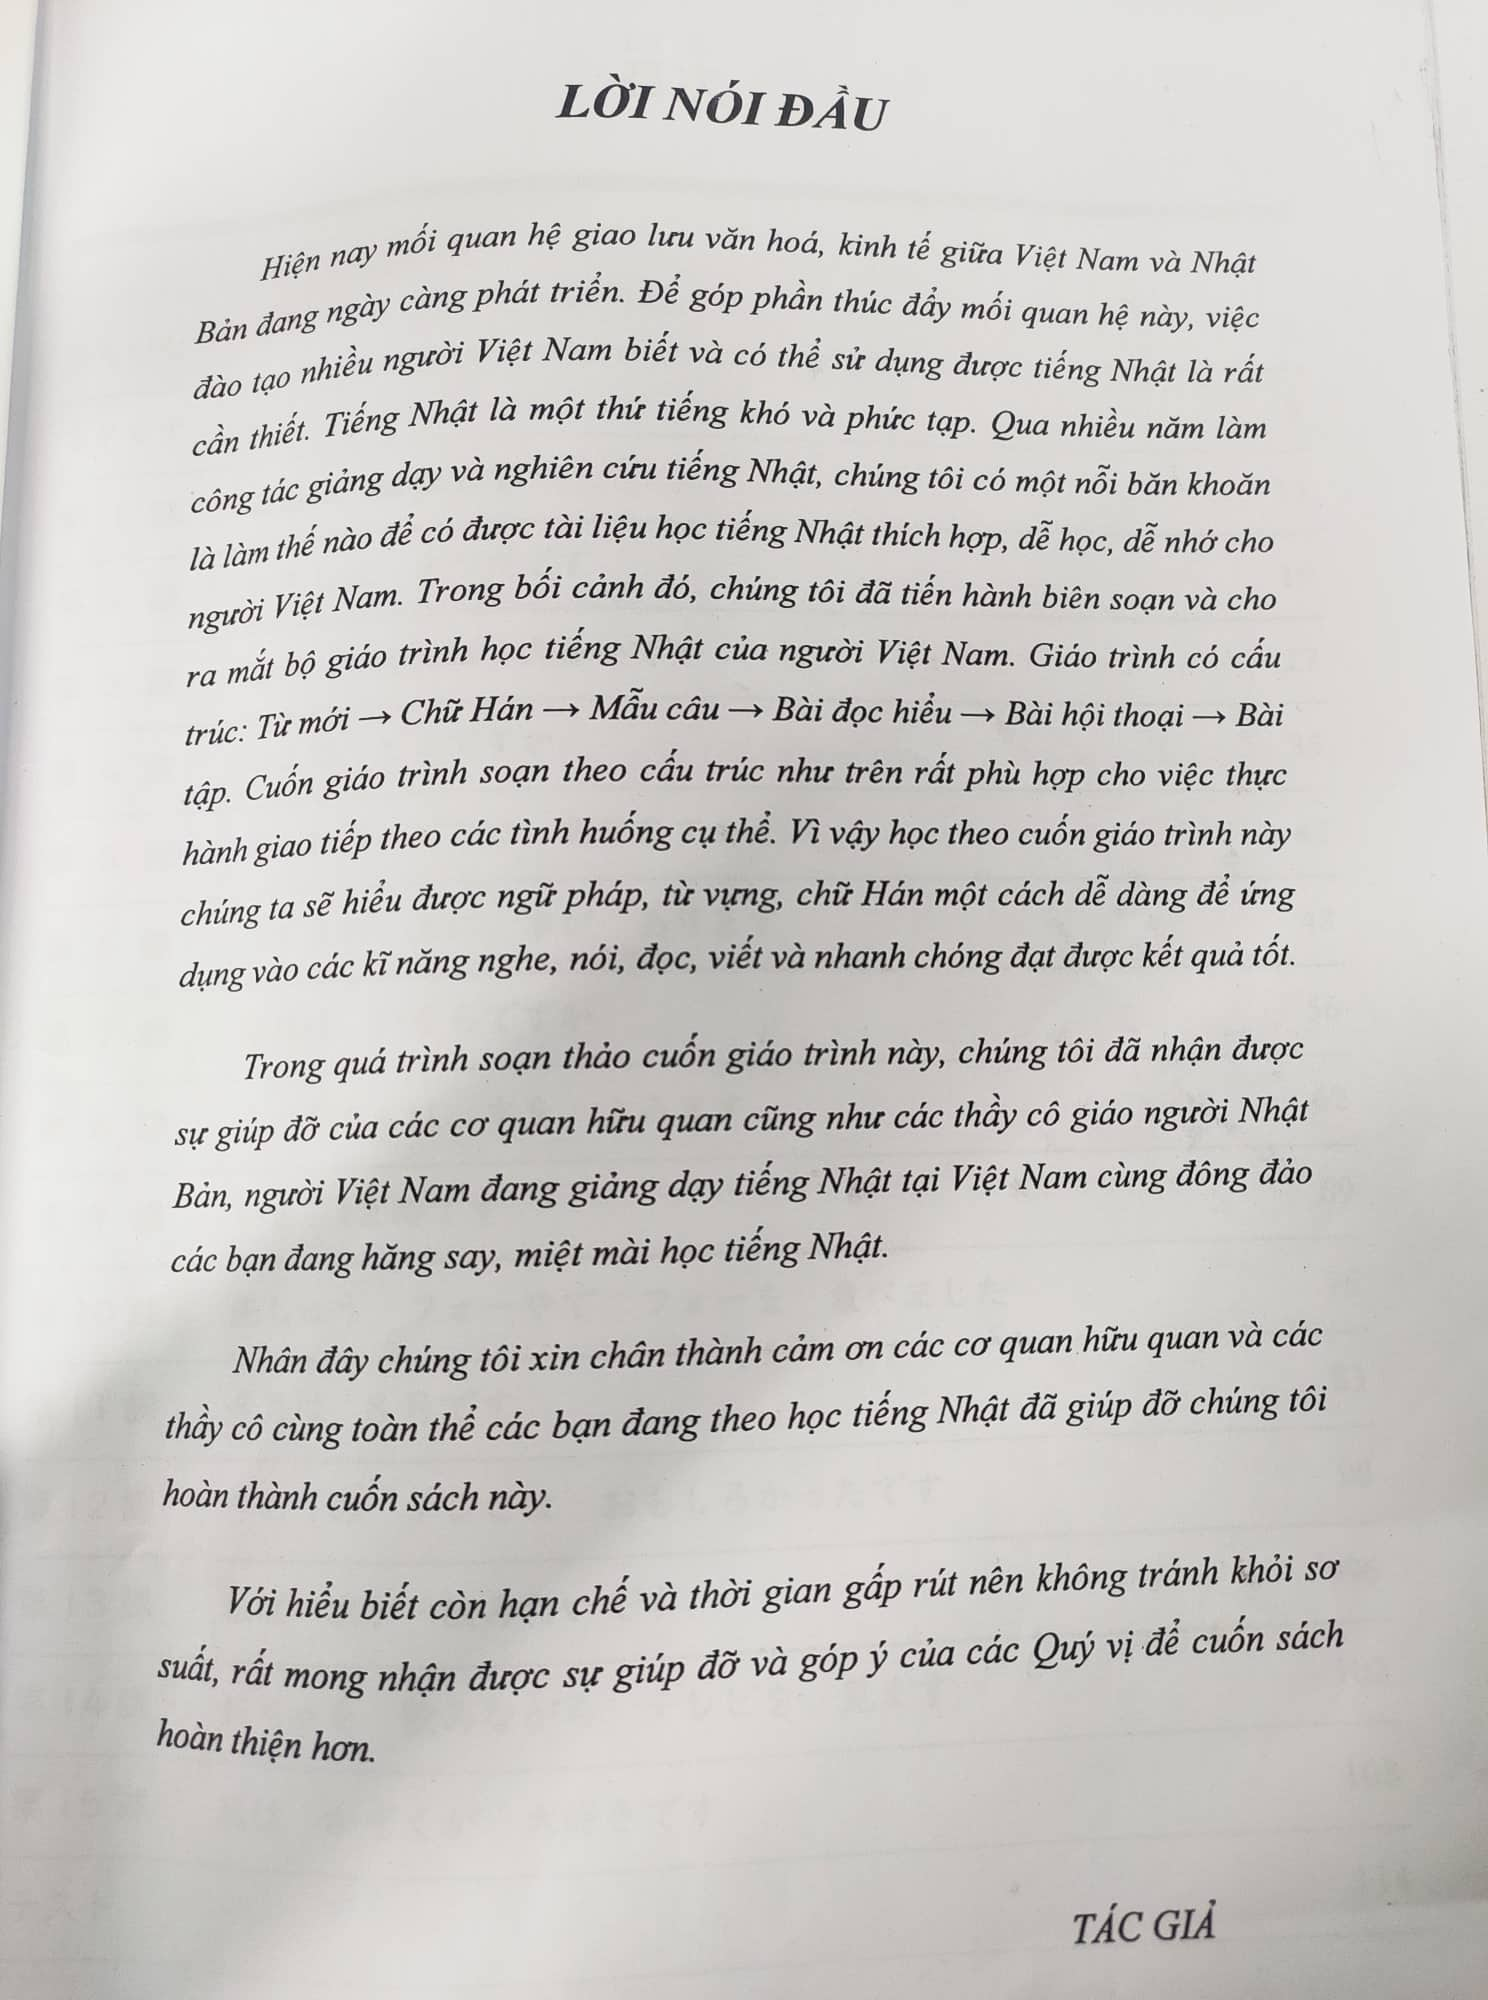 LỜI NÓI ĐẦU
Hiện nay mối quan hệ giao lưu văn hoá, kinh tế giữa Việt Nam và Nhật
Bản đang ngày càng phát triển. Để góp phần thúc đẩy mối quan hệ này, việc
đào tạo nhiều người Việt Nam biết và có thể sử dụng được tiếng Nhật là rất
cần thiết. Tiếng Nhật là một thứ tiếng khó và phức tạp. Qua nhiều năm làm
công tác giảng dạy và nghiên cứu tiếng Nhật, chúng tôi có một nỗi băn khoăn
là làm thế nào để có được tài liệu học tiếng Nhật thích hợp, dễ học, dễ nhớ cho
người Việt Nam. Trong bối cảnh đó, chúng tôi đã tiến hành biên soạn và cho
ra mắt bộ giáo trình học tiếng Nhật của người Việt Nam. Giáo trình có cấu
trúc: Từ mới → Chữ Hán → Mẫu câu → Bài đọc hiểu → Bài hội thoại → Bài
tập. Cuốn giáo trình soạn theo cấu trúc như trên rất phù hợp cho việc thực
hành giao tiếp theo các tình huống cụ thể. Vì vậy học theo cuốn giáo trình này
chúng ta sẽ hiểu được ngữ pháp, từ vựng, chữ Hán một cách dễ dàng để ứng
dụng vào các kĩ năng nghe, nói, đọc, viết và nhanh chóng đạt được kết quả tốt.
Trong quá trình soạn thảo cuốn giáo trình này, chúng tôi đã nhận được
sự giúp đỡ của các cơ quan hữu quan cũng như các thầy cô giáo người Nhật
Bản, người Việt Nam đang giảng dạy tiếng Nhật tại Việt Nam cùng đông đảo
các bạn đang hăng say, miệt mài học tiếng Nhật.
Nhân đây chúng tôi xin chân thành cảm ơn các cơ quan hữu quan và các
thầy cô cùng toàn thể các bạn đang theo học tiếng Nhật đã giúp đỡ chúng tôi
hoàn thành cuốn sách này.
Với hiểu biết còn hạn chế và thời gian gấp rút nên không tránh khỏi sơ
suất, rất mong nhận được sự giúp đỡ và góp ý của các Quý vị để cuốn sách
hoàn thiện hơn.
TÁC GIẢ